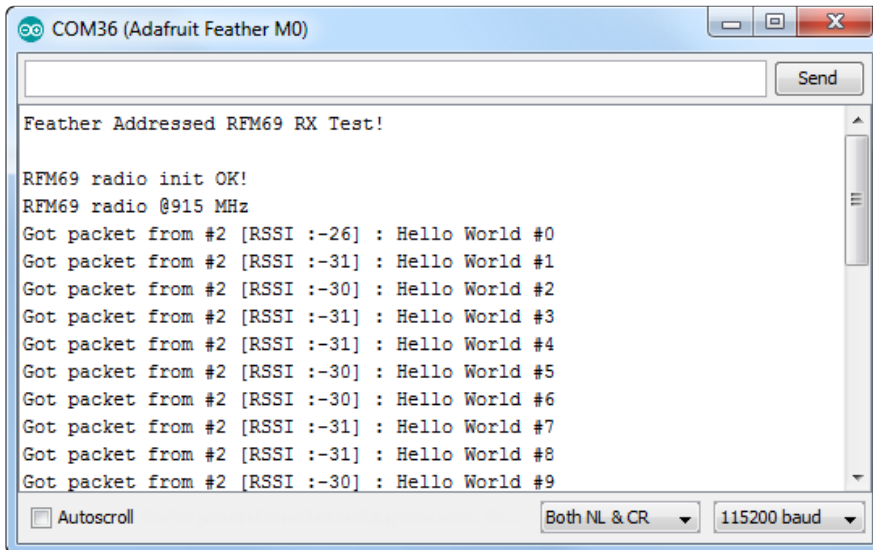 COM36 (Adafruit Feather M0)
Send
Feather Addressed RFM69 RX Test!
RFM69 radio init OK!
RFM69 radio @915 MHz
Got packet from #2 [RSSI :-26] : Hello World #0
Got packet from #2 [RSSI :-31] : Hello World #1
Got packet from #2 [RSSI :-30] : Hello World #2
Got packet from #2 [RSSI :-31] : Hello World #3
Got packet from #2 [RSSI :-31] : Hello World #4
Got packet from #2 [RSSI :-30] : Hello World #5
Got packet from #2 [RSSI :-30] : Hello World #6
Got packet from #2 [RSSI :-31] : Hello World #7
Got packet from #2 [RSSI :-31] : Hello World #8
Got packet from #2 [RSSI :-30] : Hello World #9
Autoscroll Both NL & CR 115200 baud